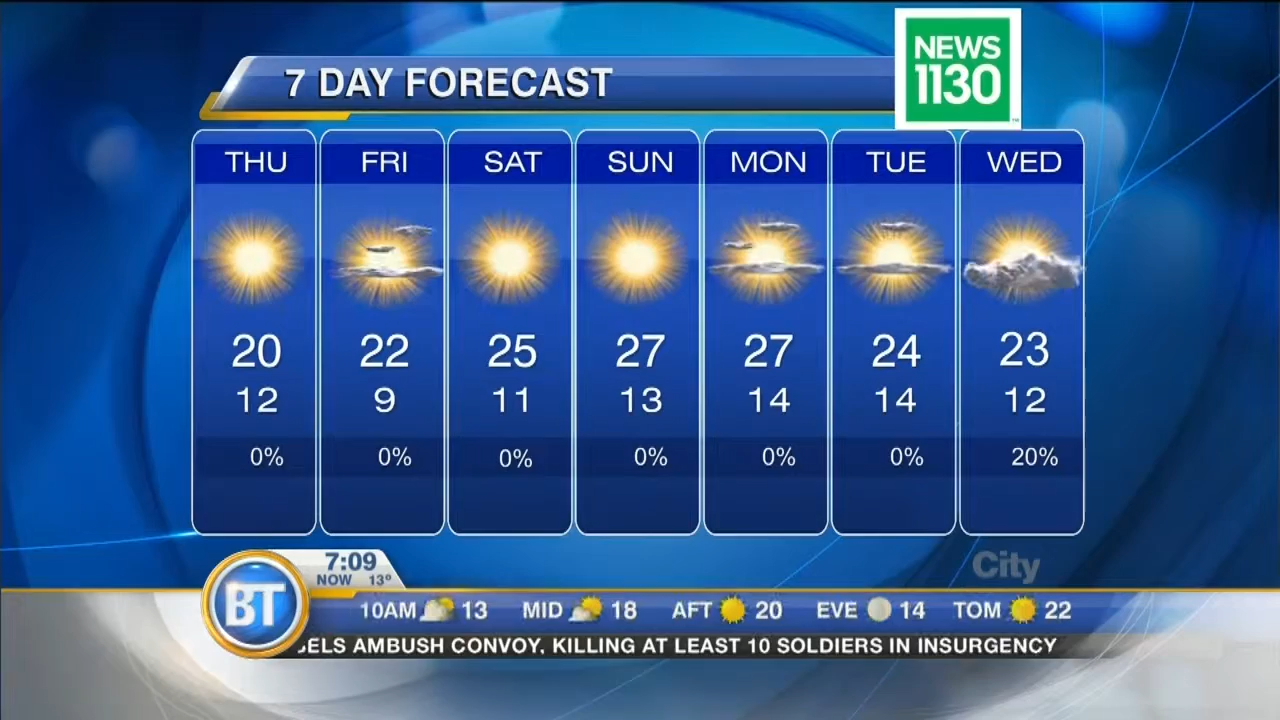 7 DAY FORECAST
NEWS
1130
THU FRI SAT SUN MON TUE WED
20 22 25 27 27 24 23
12 9 11 13 14 14 12
0% 0% 0% 0% 0% 0% 20%
City
7:09
NOW 13°
BT
10AM 13 MID 18 AFT 20 EVE 14 TOM 22
AMBUSH CONVOY, KILLING AT LEAST 10 SOLDIERS IN INSURGENCY